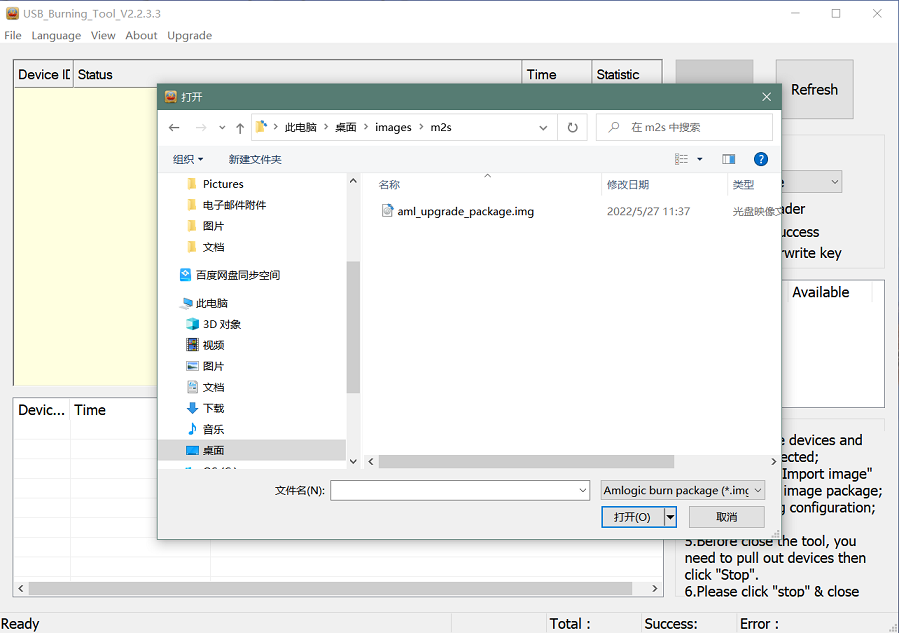 USB_Burning_Tool_V2.2.3.3
File Language View About Upgrade
Device ID Status Time Statistic
Refresh
打开
此电脑 桌面 images m2s
在 m2s 中搜索
组织 新建文件夹
Pictures
电子邮件附件
图片
文档
百度网盘同步空间
此电脑
3D 对象
视频
图片
文档
下载
音乐
桌面
名称 修改日期 类型
aml_upgrade_package.img 2022/5/27 11:37 光盘映像
文件名(N): Amlogic burn package (*.img
打开(O) 取消
Available
Devic... Time
devices and
"Import image"
image package;
configuration;
5.Before close the tool, you
need to pull out devices then
click "Stop".
6.Please click "stop" & close
Ready Total : Success: Error :